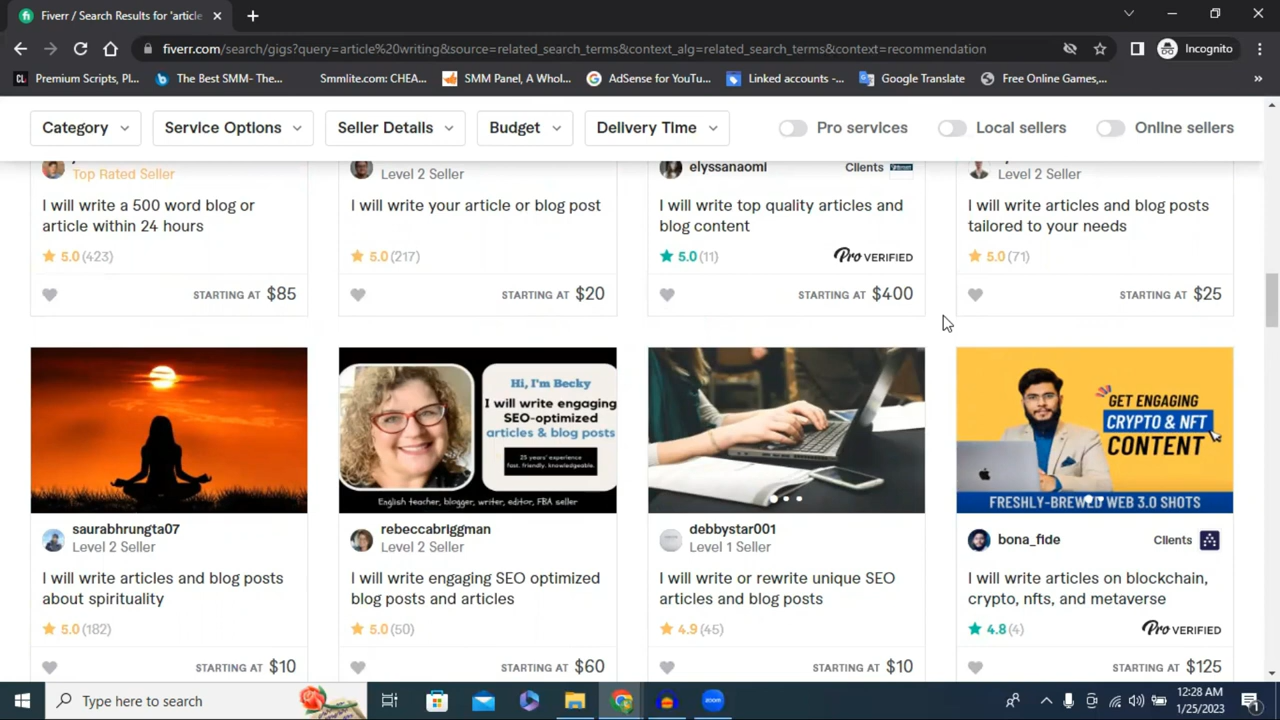 Fiverr / Search Results for 'article
fiverr.com/search/gigs?query=article%20writing&source=related_search_terms&context_alg=related_search_terms&context=recommendation
Incognito
Premium Scripts, Pl...
The Best SMM- The...
Smmlite.com: CHEA...
SMM Panel, A Whol...
AdSense for YouTu...
Linked accounts -...
Google Translate
Free Online Games,...
Category
Service Options
Seller Details
Budget
Delivery Time
Pro services
Local sellers
Online sellers
Top Rated Seller
Level 2 Seller
elyssanaoml
Clients
Level 2 Seller
I will write a 500 word blog or
article within 24 hours
I will write your article or blog post
I will write top quality articles and
blog content
I will write articles and blog posts
tailored to your needs
5.0 (423)
5.0 (217)
5.0 (11)
Pro VERIFIED
5.0 (71)
STARTING AT $85
STARTING AT $20
STARTING AT $400
STARTING AT $25
Hi, I'm Becky
I will write engaging
SEO-optimized
articles & blog posts
25 years' experience
fast. friendly. knowledgeable.
English teacher, blogger, writer, editor, FBA seller
GET ENGAGING
CRYPTO & NFT
CONTENT
FRESHLY-BREWED WEB 3.0 SHOTS
saurabhrungta07
Level 2 Seller
rebeccabriggman
Level 2 Seller
debbystar001
Level 1 Seller
bona_fide
Clients
I will write articles and blog posts
about spirituality
I will write engaging SEO optimized
blog posts and articles
I will write or rewrite unique SEO
articles and blog posts
I will write articles on blockchain,
crypto, nfts, and metaverse
5.0 (182)
5.0 (50)
4.9 (45)
4.8 (4)
Pro VERIFIED
STARTING AT $10
STARTING AT $60
STARTING AT $10
STARTING AT $125
Type here to search
zoom
12:28 AM
1/25/2023